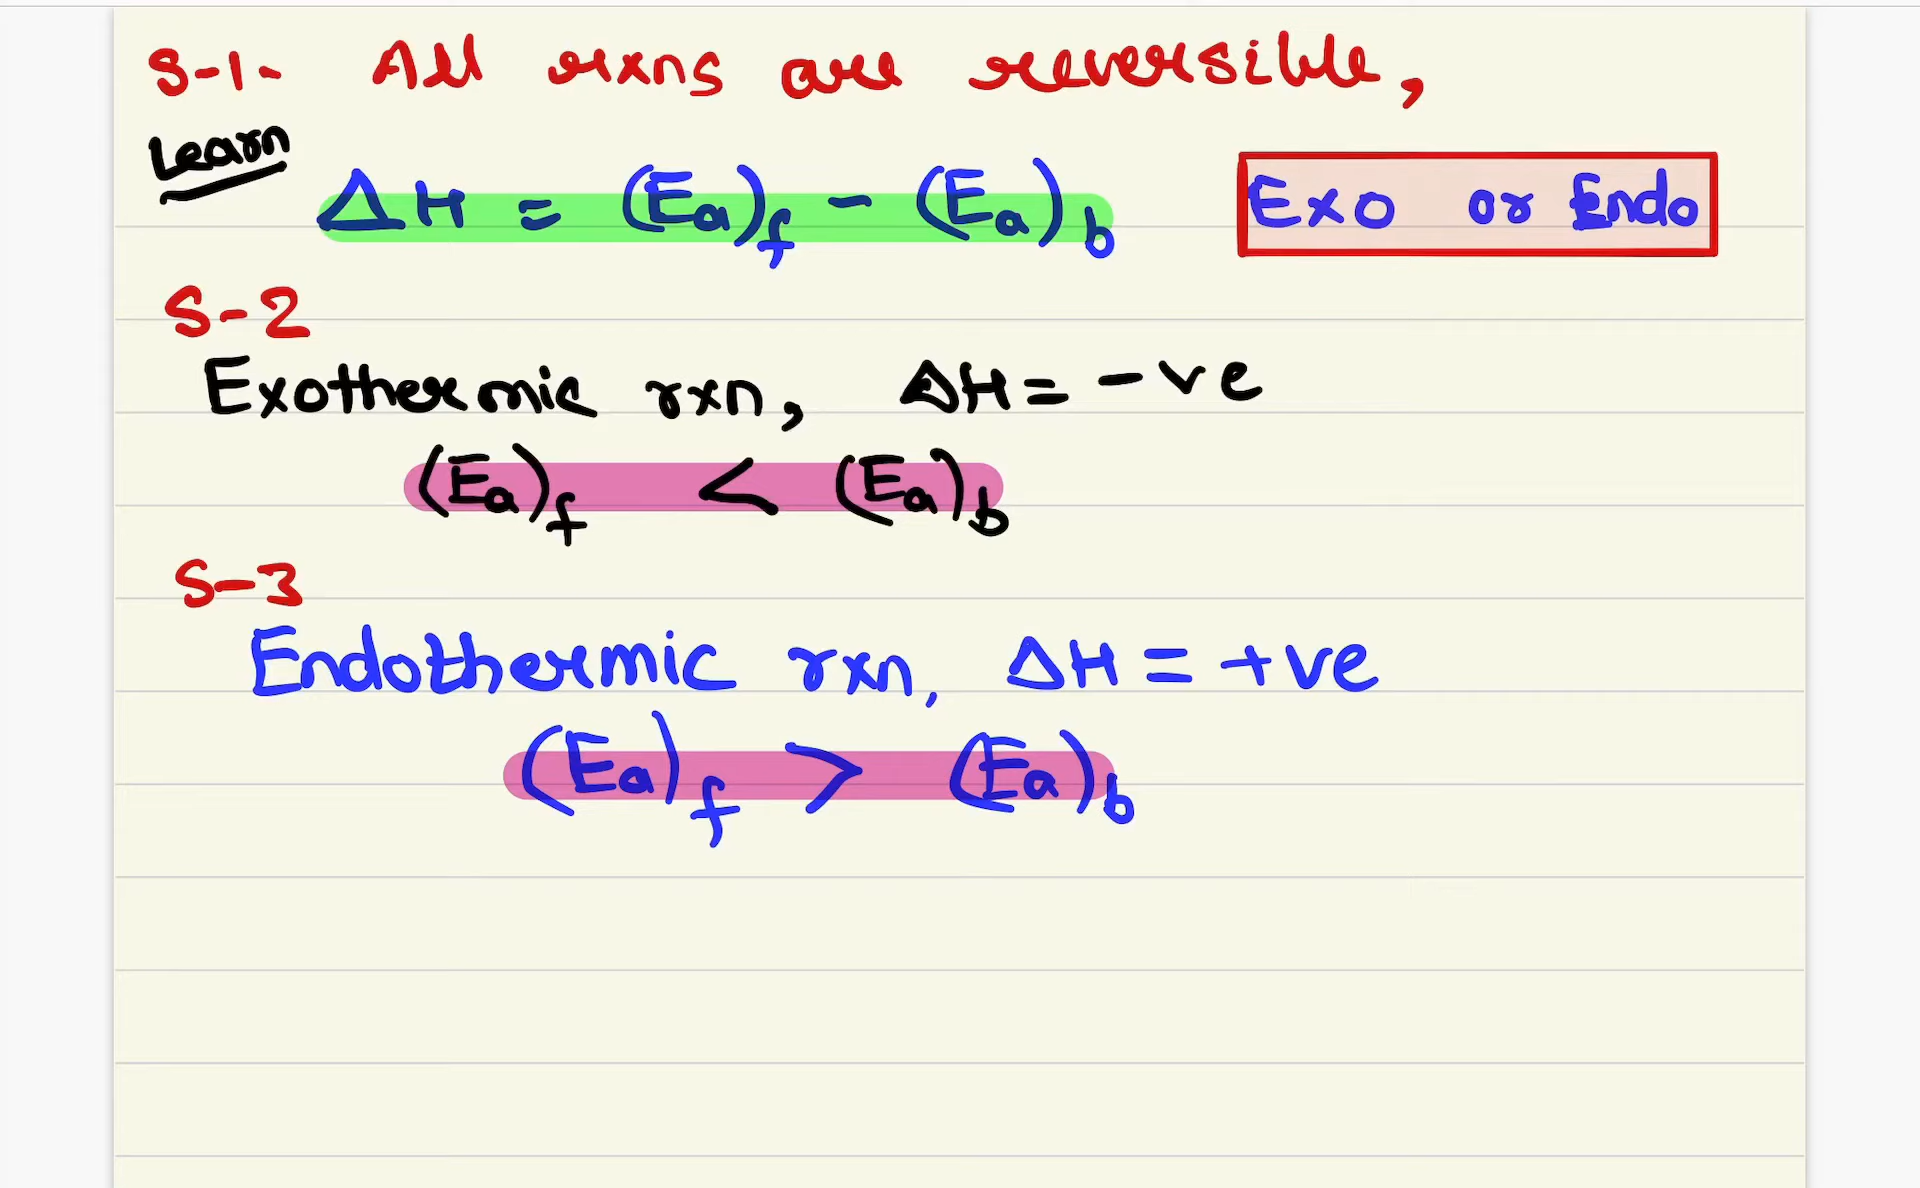 S-1- All rxns are reversible,
Learn
ΔH = (Ea)f - (Ea)b
Exo or Endo
S-2
Exothermic rxn, ΔH = -ve
(Ea)f < (Ea)b
S-3
Endothermic rxn, ΔH = +ve
(Ea)f > (Ea)b